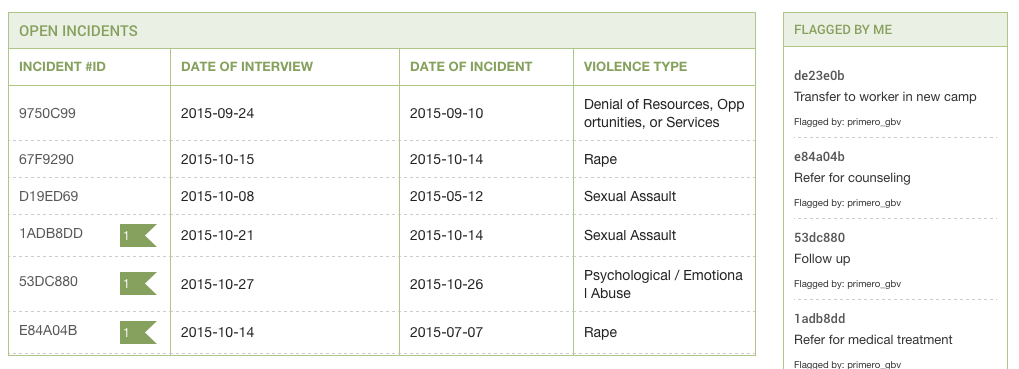 OPEN INCIDENTS
INCIDENT #ID DATE OF INTERVIEW DATE OF INCIDENT VIOLENCE TYPE
9750C99 2015-09-24 2015-09-10 Denial of Resources, Opp
ortunities, or Services
67F9290 2015-10-15 2015-10-14 Rape
D19ED69 2015-10-08 2015-05-12 Sexual Assault
1ADB8DD 1 2015-10-21 2015-10-14 Sexual Assault
53DC880 1 2015-10-27 2015-10-26 Psychological / Emotiona
l Abuse
E84A04B 1 2015-10-14 2015-07-07 Rape
FLAGGED BY ME
de23e0b
Transfer to worker in new camp
Flagged by: primero_gbv
e84a04b
Refer for counseling
Flagged by: primero_gbv
53dc880
Follow up
Flagged by: primero_gbv
1adb8dd
Refer for medical treatment
Flagged by: primero_gbv